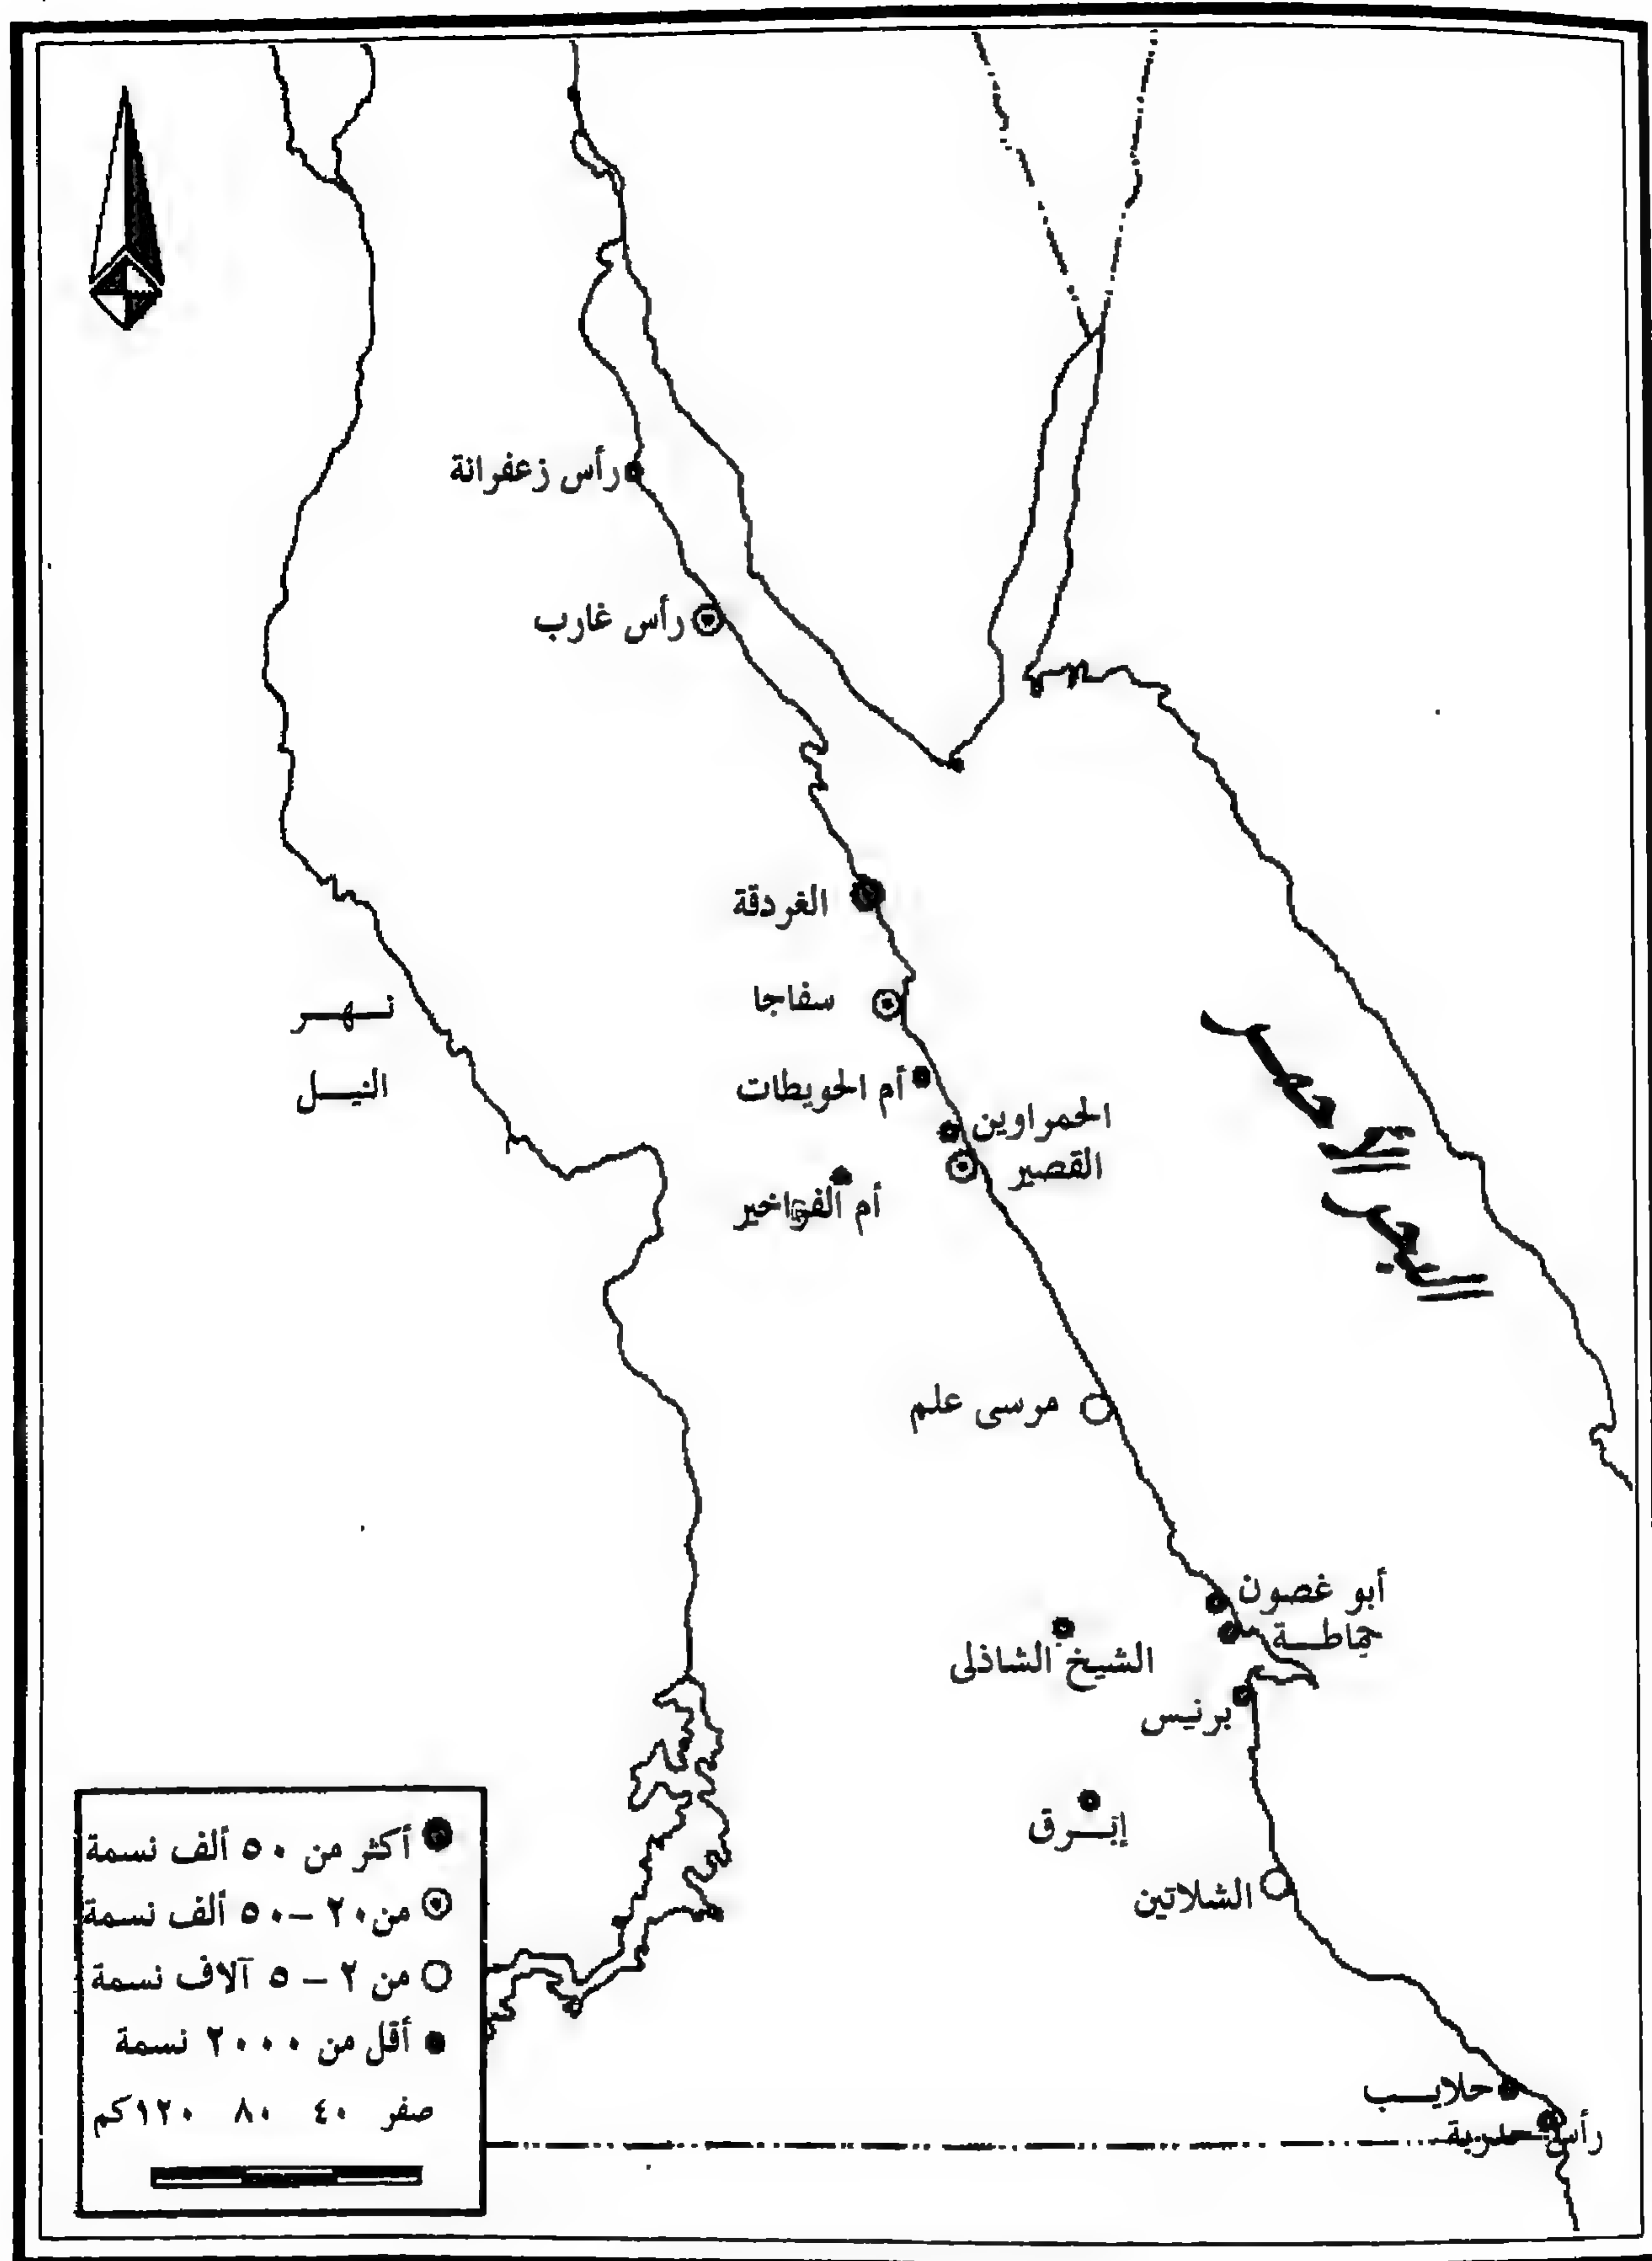 رأس زعفرانة
رأس غارب
الغردقة
سفاجا
نهر
النيل
أم الحويطات
الحمراوين
القصير
أم الفواخير
البحر
الأحمر
مرسى علم
أبو غصون
حماطة
الشيخ الشاذلى
برنيس
إبرق
الشلاتين
حلايب
رأس حدربة
أكثر من ٥٠ ألف نسمة
من ٢٠ – ٥٠ ألف نسمة
من ٢ – ٥ آلاف نسمة
أقل من ٢٠٠٠ نسمة
صفر ٤٠ ٨٠ ١٢٠كم